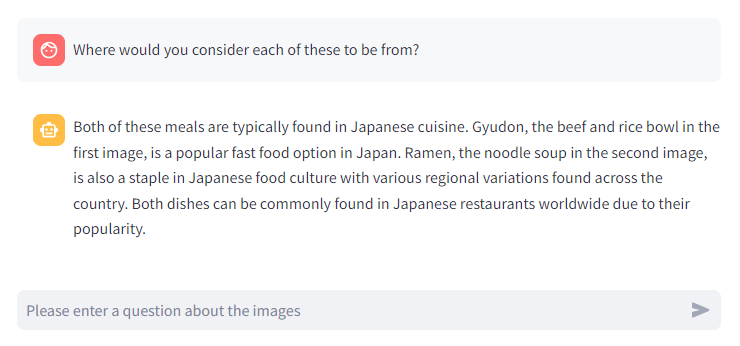 Where would you consider each of these to be from?
Both of these meals are typically found in Japanese cuisine. Gyudon, the beef and rice bowl in the
first image, is a popular fast food option in Japan. Ramen, the noodle soup in the second image,
is also a staple in Japanese food culture with various regional variations found across the
country. Both dishes can be commonly found in Japanese restaurants worldwide due to their
popularity.
Please enter a question about the images